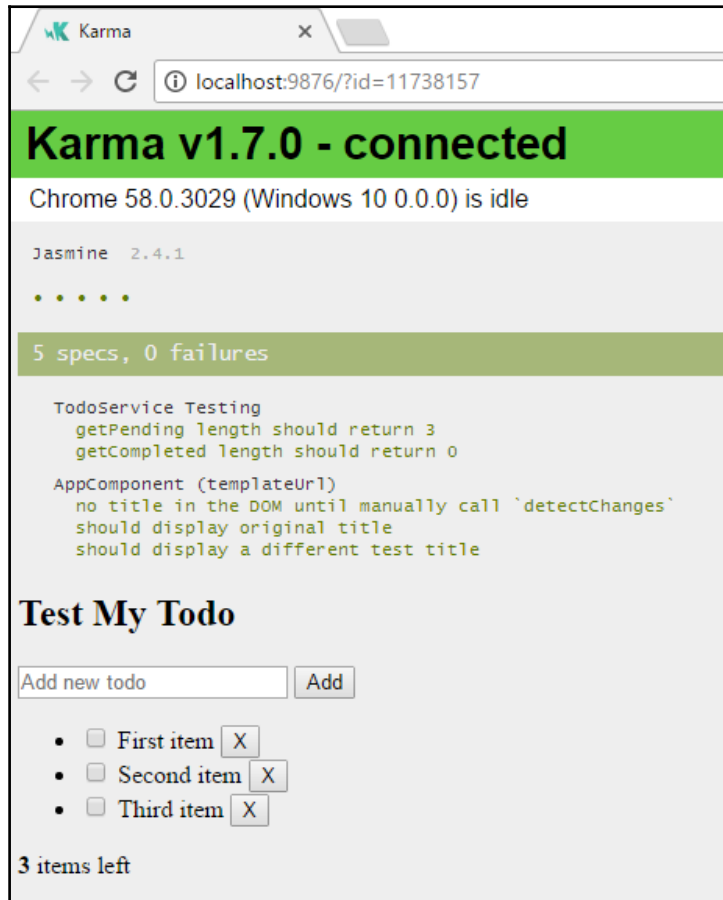 Karma
localhost:9876/?id=11738157
Karma v1.7.0 - connected
Chrome 58.0.3029 (Windows 10 0.0.0) is idle
Jasmine 2.4.1
• • • • •
5 specs, 0 failures
TodoService Testing
getPending length should return 3
getCompleted length should return 0
AppComponent (templateUrl)
no title in the DOM until manually call `detectChanges`
should display original title
should display a different test title
Test My Todo
Add new todo Add
• First item X
• Second item X
• Third item X
3 items left